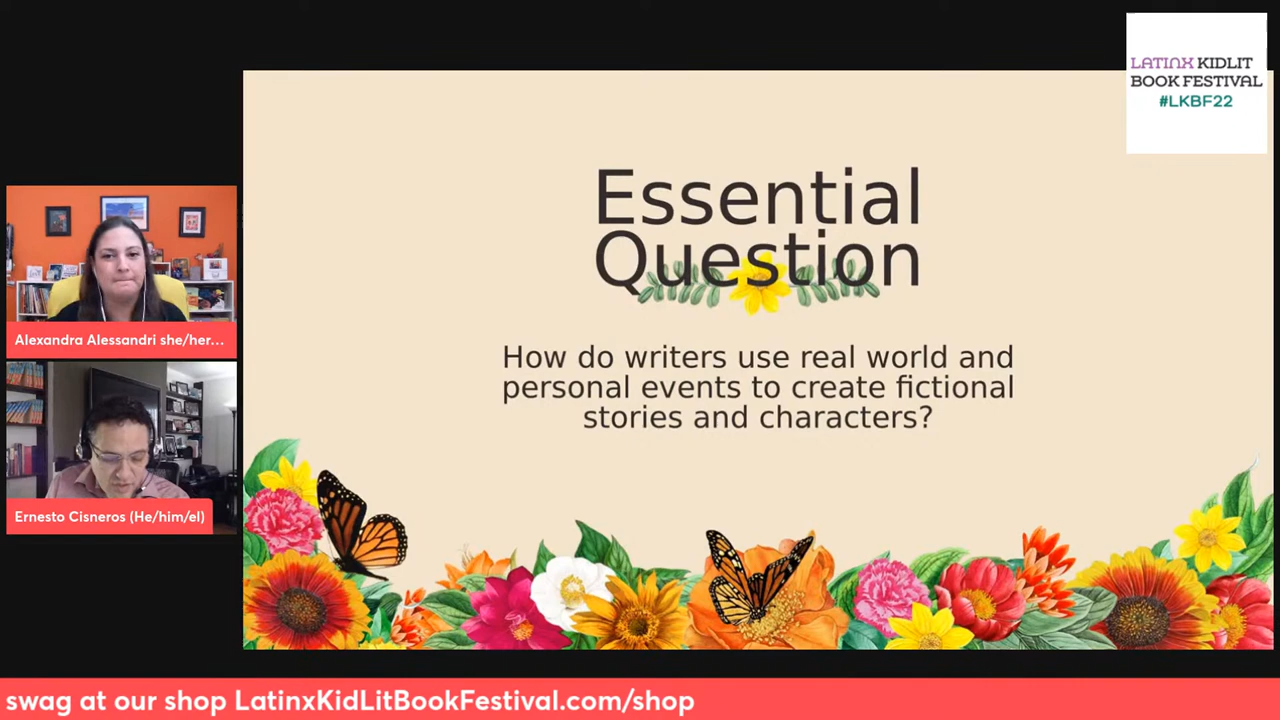 LATINX KIDLIT
BOOK FESTIVAL
#LKBF22
Essential
Question
How do writers use real world and
personal events to create fictional
stories and characters?
Alexandra Alessandri she/her...
Ernesto Cisneros (He/him/el)
swag at our shop LatinxKidLitBookFestival.com/shop